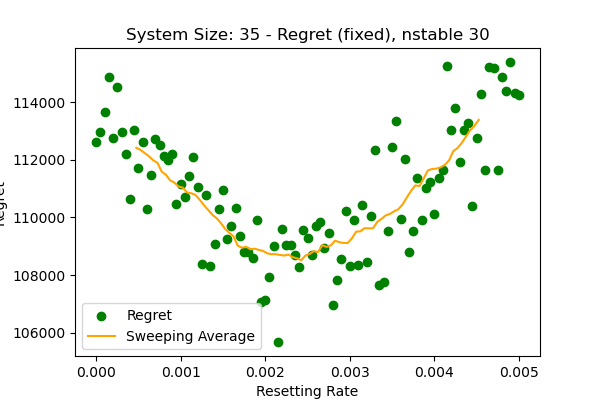 System Size: 35 - Regret (fixed), nstable 30
Regret
114000
112000
110000
108000
106000
Regret
Sweeping Average
0.000 0.001 0.002 0.003 0.004 0.005
Resetting Rate